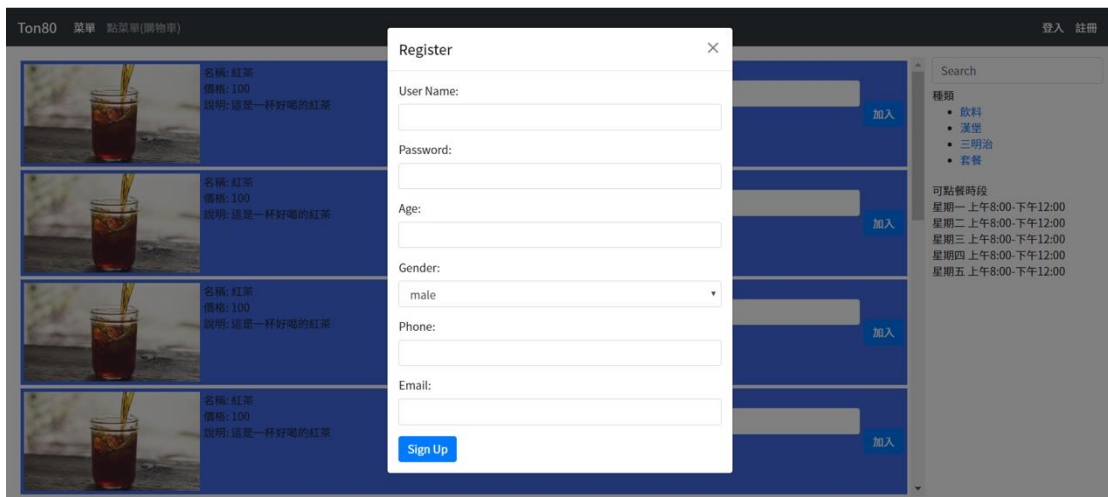 Ton80 菜單 點菜單(購物車) 登入 註冊
Register ×
User Name:
Password:
Age:
Gender:
male
Phone:
Email:
Sign Up
名稱: 紅茶
價格: 100
說明: 這是一杯好喝的紅茶
加入
名稱: 紅茶
價格: 100
說明: 這是一杯好喝的紅茶
加入
名稱: 紅茶
價格: 100
說明: 這是一杯好喝的紅茶
加入
名稱: 紅茶
價格: 100
說明: 這是一杯好喝的紅茶
加入
Search
種類
飲料
漢堡
三明治
套餐
可點餐時段
星期一 上午8:00-下午12:00
星期二 上午8:00-下午12:00
星期三 上午8:00-下午12:00
星期四 上午8:00-下午12:00
星期五 上午8:00-下午12:00